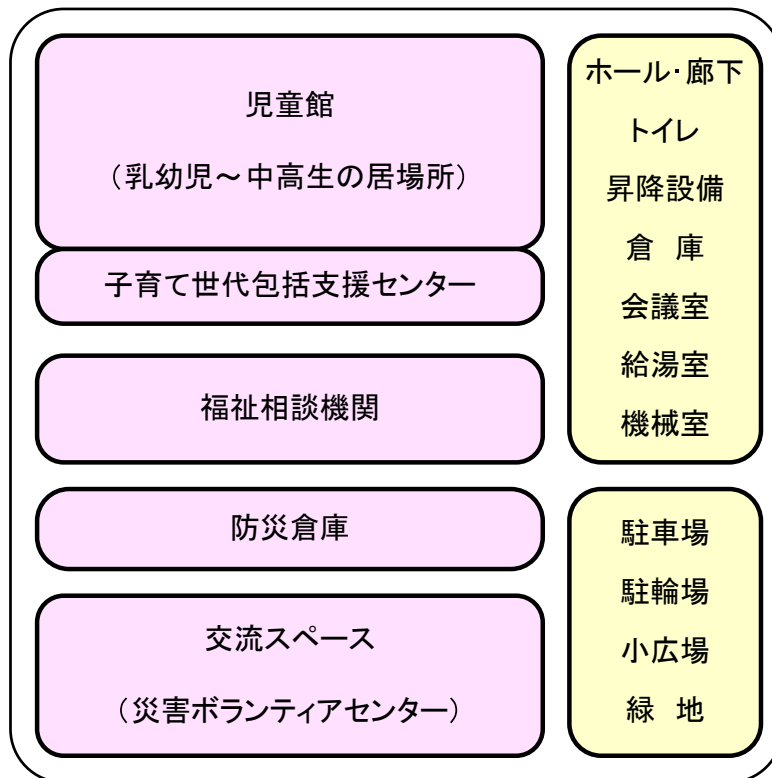 児童館
（乳幼児～中高生の居場所）
子育て世代包括支援センター
福祉相談機関
防災倉庫
交流スペース
（災害ボランティアセンター）
ホール・廊下
トイレ
昇降設備
倉　庫
会議室
給湯室
機械室
駐車場
駐輪場
小広場
緑　地